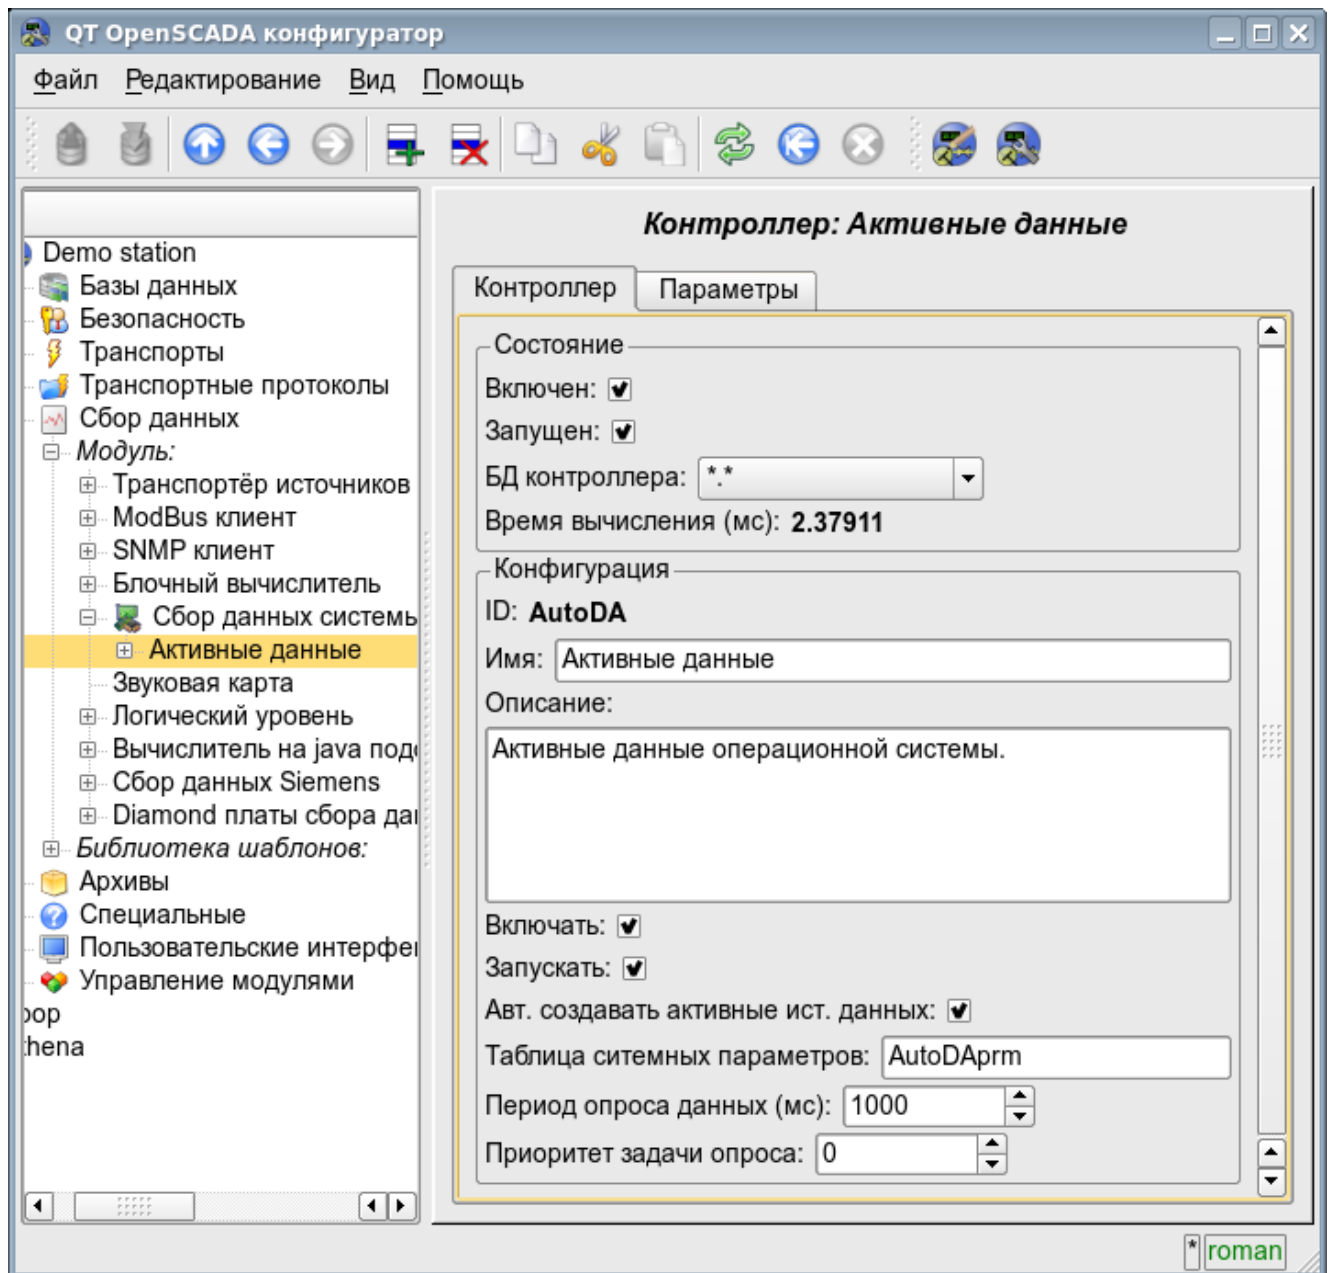 QT OpenSCADA конфигуратор
Файл Редактирование Вид Помощь
Demo station
Базы данных
Безопасность
Транспорты
Транспортные протоколы
Сбор данных
Модуль:
Транспортёр источников
ModBus клиент
SNMP клиент
Блочный вычислитель
Сбор данных системы
Активные данные
Звуковая карта
Логический уровень
Вычислитель на java под
Сбор данных Siemens
Diamond платы сбора да
Библиотека шаблонов:
Архивы
Специальные
Пользовательские интерфе
Управление модулями
oop
thena
Контроллер: Активные данные
Контроллер Параметры
Состояние
Включен:
Запущен:
БД контроллера: *.*
Время вычисления (мс): 2.37911
Конфигурация
ID: AutoDA
Имя: Активные данные
Описание:
Активные данные операционной системы.
Включать:
Запускать:
Авт. создавать активные ист. данных:
Таблица ситемных параметров: AutoDAprm
Период опроса данных (мс): 1000
Приоритет задачи опроса: 0
* roman